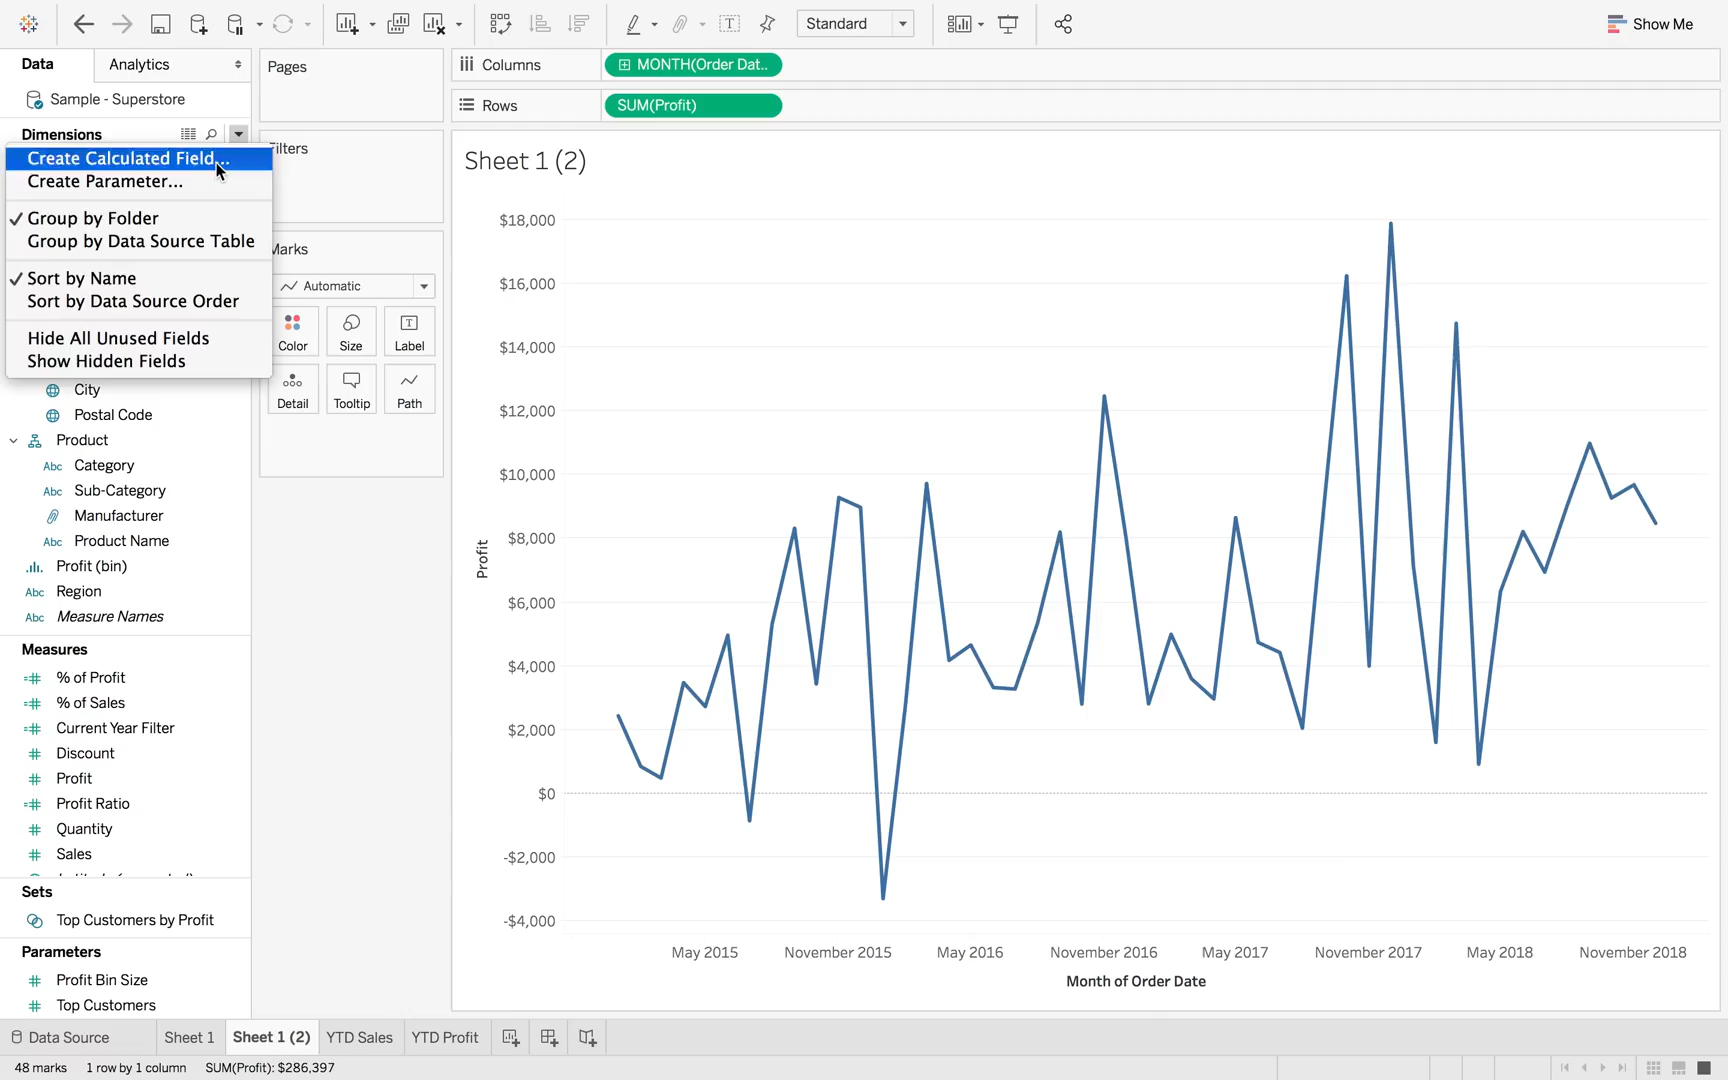 Standard
Show Me
Data
Analytics
Pages
Columns
MONTH(Order Dat..
Sample - Superstore
Rows
SUM(Profit)
Dimensions
Filters
Create Calculated Field...
Create Parameter...
Group by Folder
Group by Data Source Table
Sort by Name
Sort by Data Source Order
Hide All Unused Fields
Show Hidden Fields
City
Postal Code
Product
Abc Category
Abc Sub-Category
Manufacturer
Abc Product Name
Profit (bin)
Abc Region
Abc Measure Names
Measures
% of Profit
% of Sales
Current Year Filter
Discount
Profit
Profit Ratio
Quantity
Sales
Sets
Top Customers by Profit
Parameters
Profit Bin Size
Top Customers
Marks
Automatic
Color
Size
Label
Detail
Tooltip
Path
Sheet 1 (2)
$18,000
$16,000
$14,000
$12,000
$10,000
$8,000
$6,000
$4,000
$2,000
$0
-$2,000
-$4,000
Profit
May 2015
November 2015
May 2016
November 2016
May 2017
November 2017
May 2018
November 2018
Month of Order Date
Data Source
Sheet 1
Sheet 1 (2)
YTD Sales
YTD Profit
48 marks
1 row by 1 column
SUM(Profit): $286,397